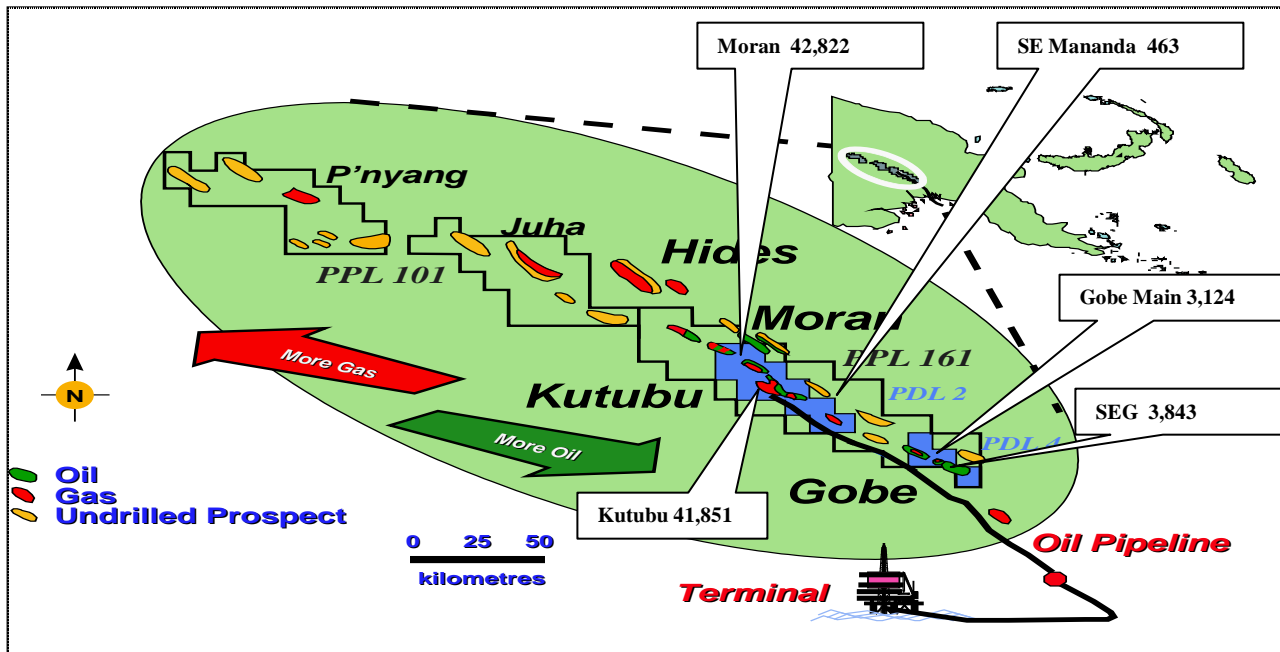 Moran 42,822
SE Mananda 463
P'nyang
Juha
Hides
PPL 101
Gobe Main 3,124
Moran
PPL 161
More Gas
Kutubu
PDL 2
N
SEG 3,843
More Oil
PDL 4
Oil
Gas
Undrilled Prospect
Gobe
Kutubu 41,851
0 25 50
kilometres
Oil Pipeline
Terminal